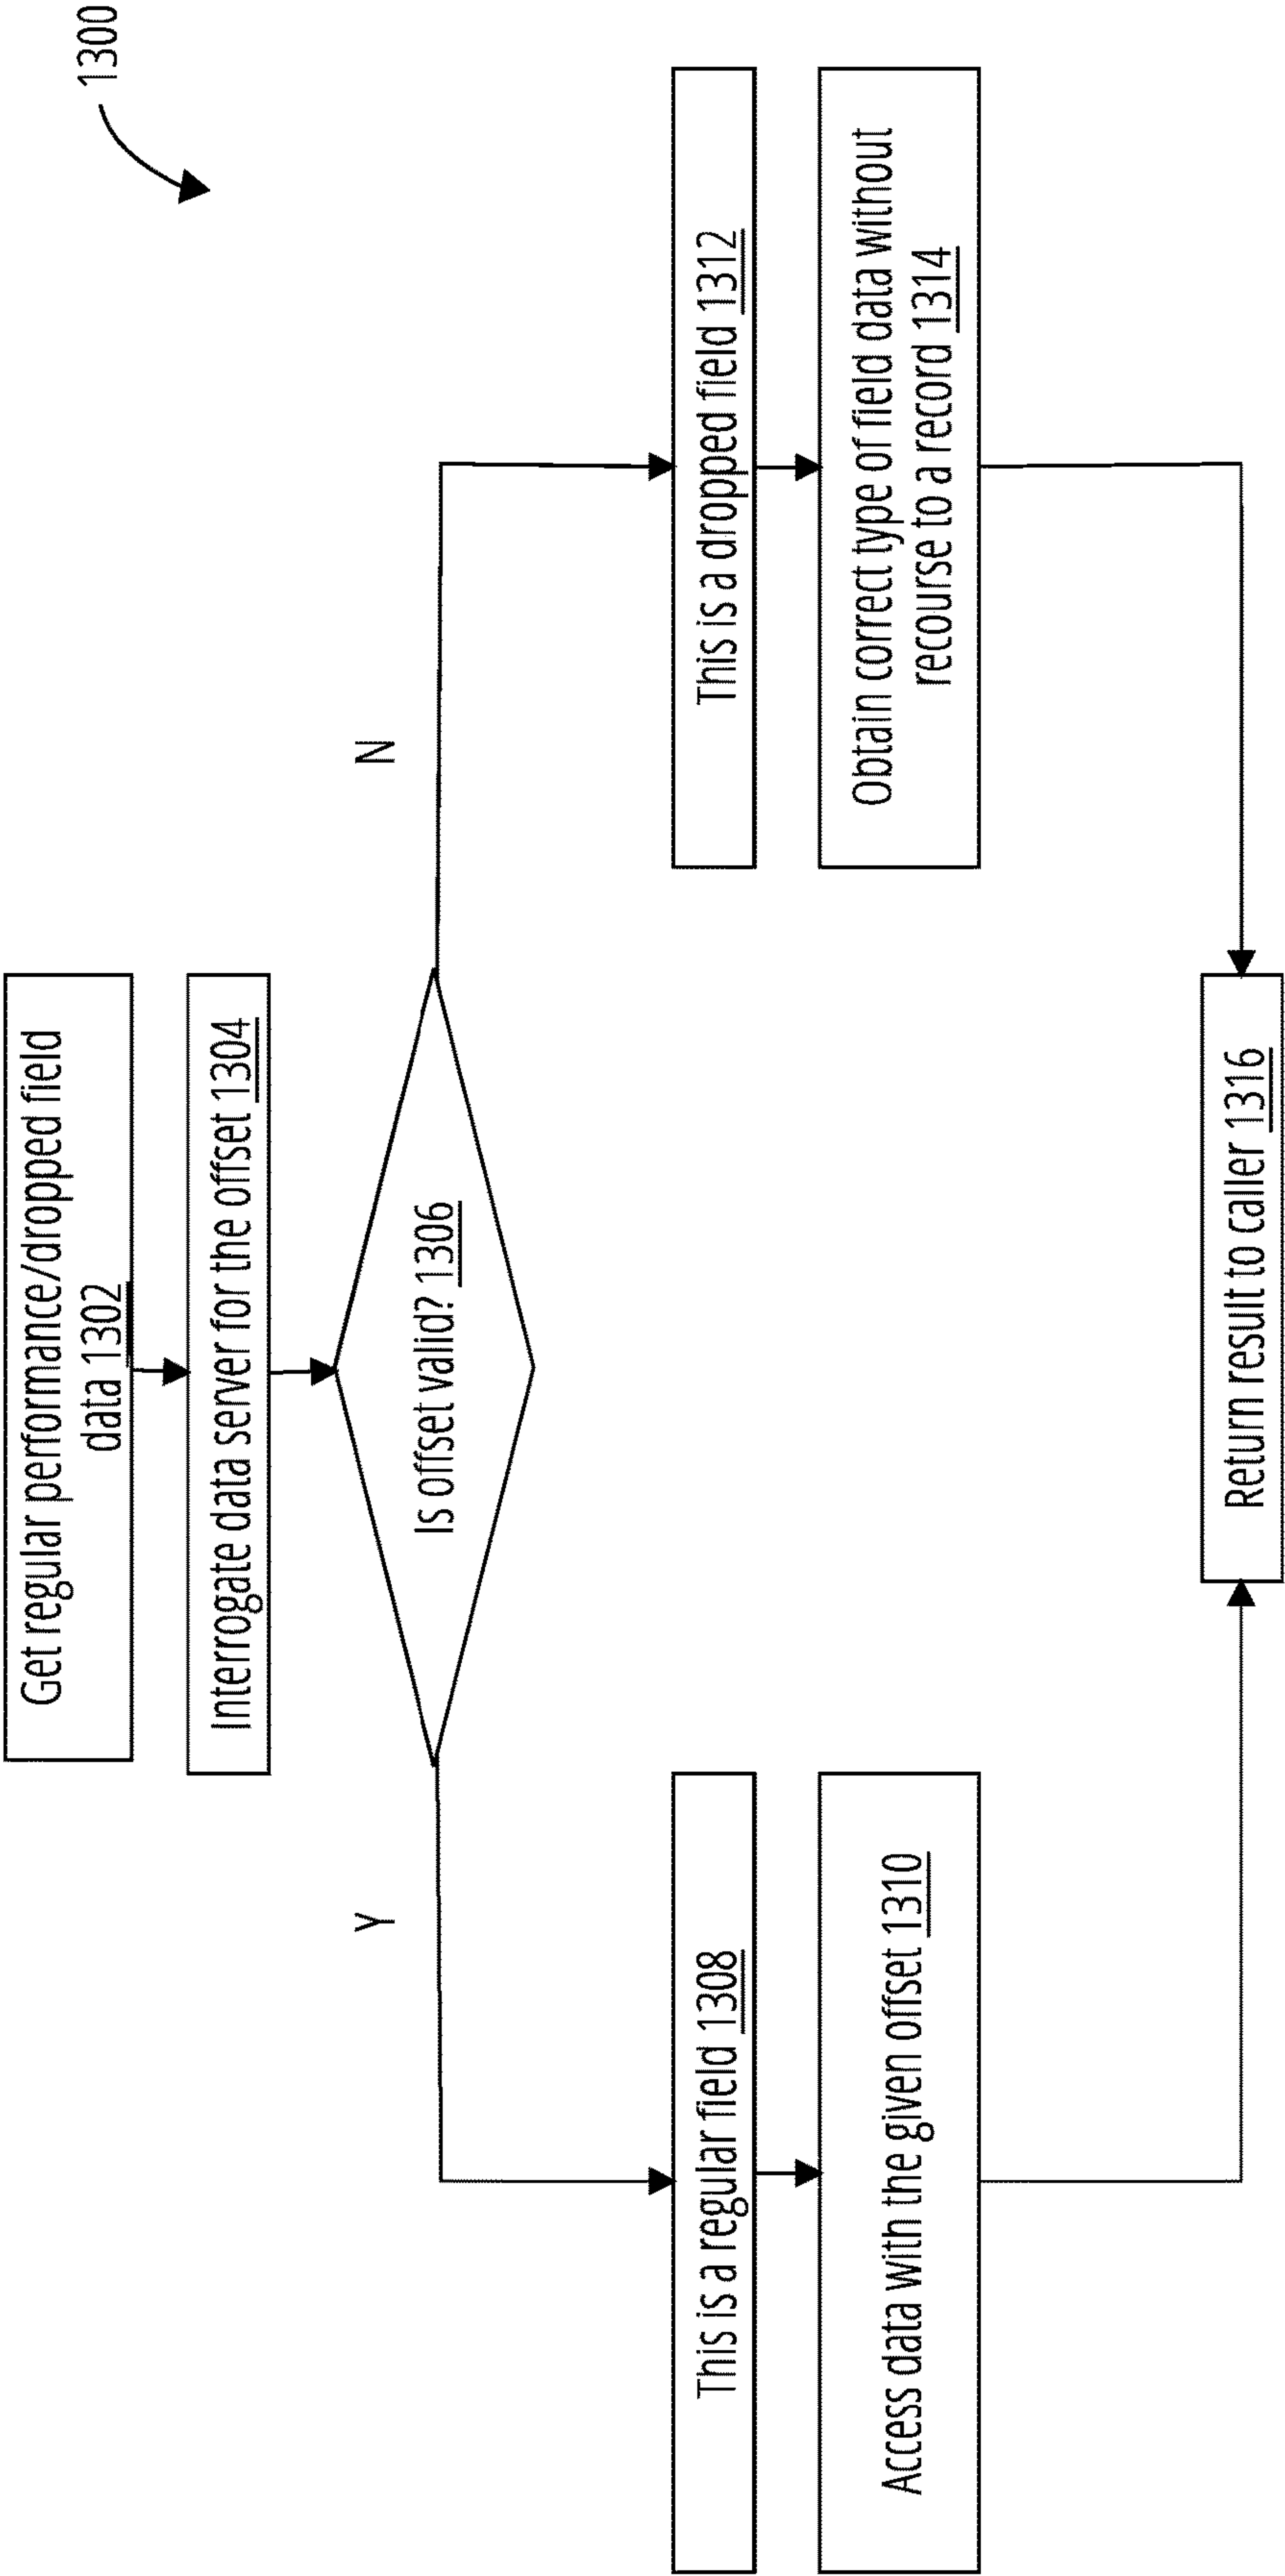 1300
Get regular performance/dropped field
data 1302
Interrogate data server for the offset 1304
Is offset valid? 1306
Y
N
This is a regular field 1308
Access data with the given offset 1310
This is a dropped field 1312
Obtain correct type of field data without
recourse to a record 1314
Return result to caller 1316